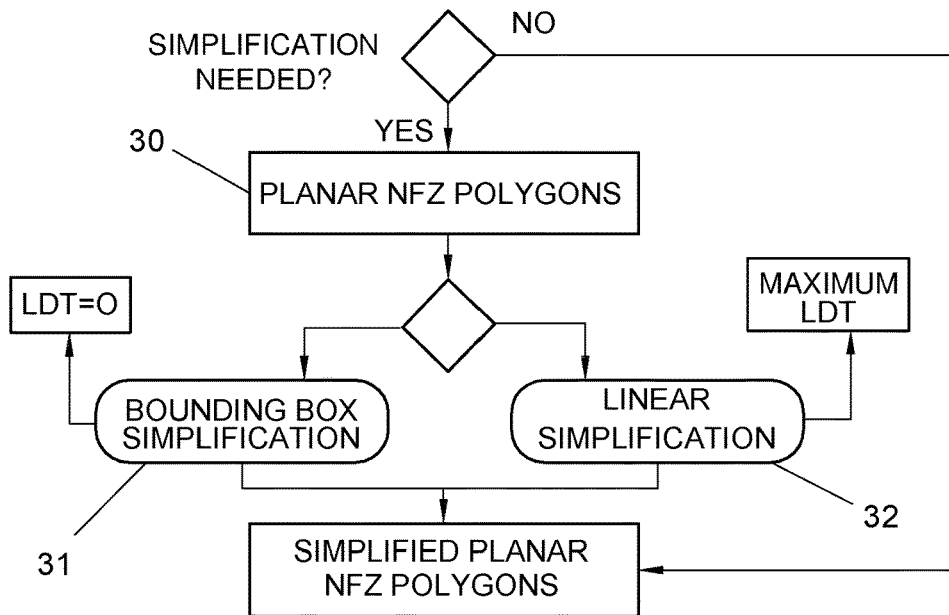 SIMPLIFICATION
NEEDED?
NO
YES
30
PLANAR NFZ POLYGONS
LDT=O
MAXIMUM
LDT
BOUNDING BOX
SIMPLIFICATION
LINEAR
SIMPLIFICATION
31
32
SIMPLIFIED PLANAR
NFZ POLYGONS